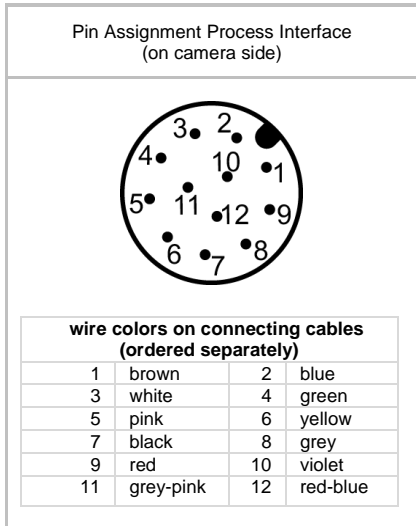 Pin Assignment Process Interface
(on camera side)
3 2
4 10 1
5 11 12 9
6 7 8
wire colors on connecting cables
(ordered separately)
1 brown 2 blue
3 white 4 green
5 pink 6 yellow
7 black 8 grey
9 red 10 violet
11 grey-pink 12 red-blue